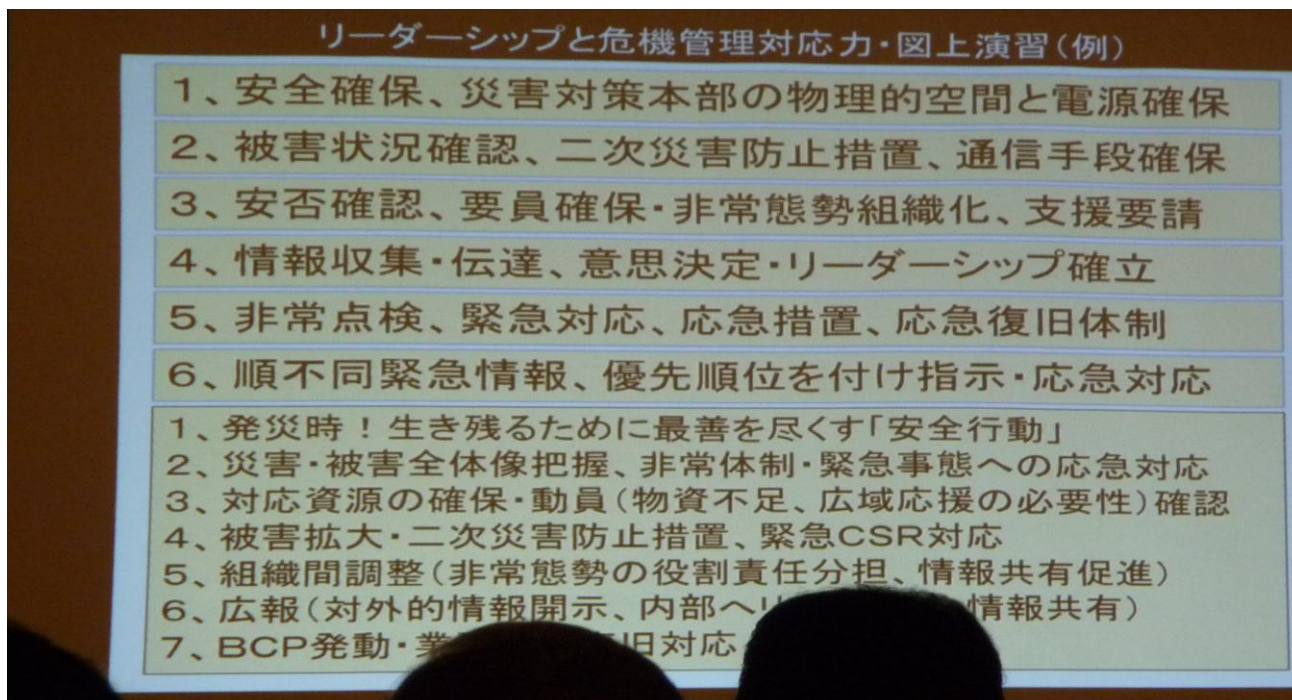 リーダーシップと危機管理対応力・図上演習(例)
1、安全確保、災害対策本部の物理的空間と電源確保
2、被害状況確認、二次災害防止措置、通信手段確保
3、安否確認、要員確保・非常態勢組織化、支援要請
4、情報収集・伝達、意思決定・リーダーシップ確立
5、非常点検、緊急対応、応急措置、応急復旧体制
6、順不同緊急情報、優先順位を付け指示・応急対応
1、発災時!生き残るために最善を尽くす「安全行動」
2、災害・被害全体像把握、非常体制・緊急事態への応急対応
3、対応資源の確保・動員(物資不足、広域応援の必要性)確認
4、被害拡大・二次災害防止措置、緊急CSR対応
5、組織間調整(非常態勢の役割責任分担、情報共有促進)
6、広報(対外的情報開示、内部へ 情報共有)
7、BCP発動・ 旧対応